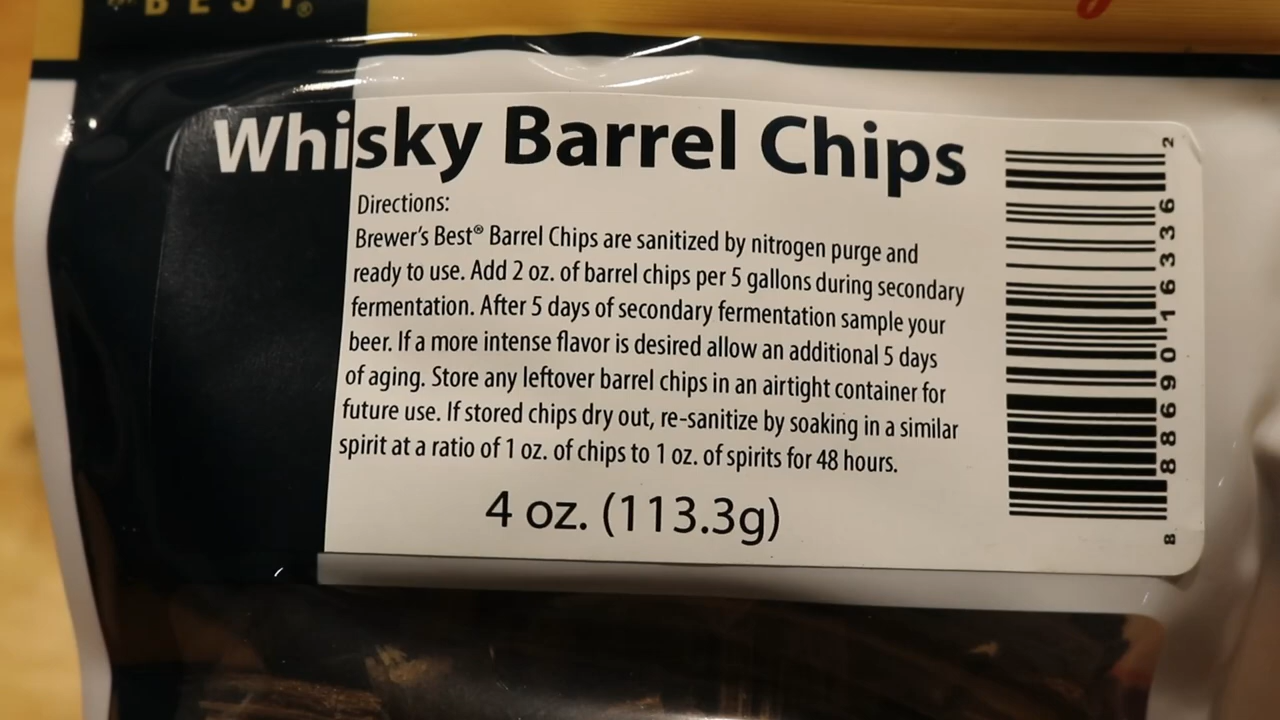 BEST®
Whisky Barrel Chips
Directions:
Brewer's Best® Barrel Chips are sanitized by nitrogen purge and
ready to use. Add 2 oz. of barrel chips per 5 gallons during secondary
fermentation. After 5 days of secondary fermentation sample your
beer. If a more intense flavor is desired allow an additional 5 days
of aging. Store any leftover barrel chips in an airtight container for
future use. If stored chips dry out, re-sanitize by soaking in a similar
spirit at a ratio of 1 oz. of chips to 1 oz. of spirits for 48 hours.
4 oz. (113.3g)
8 88690 16336 2